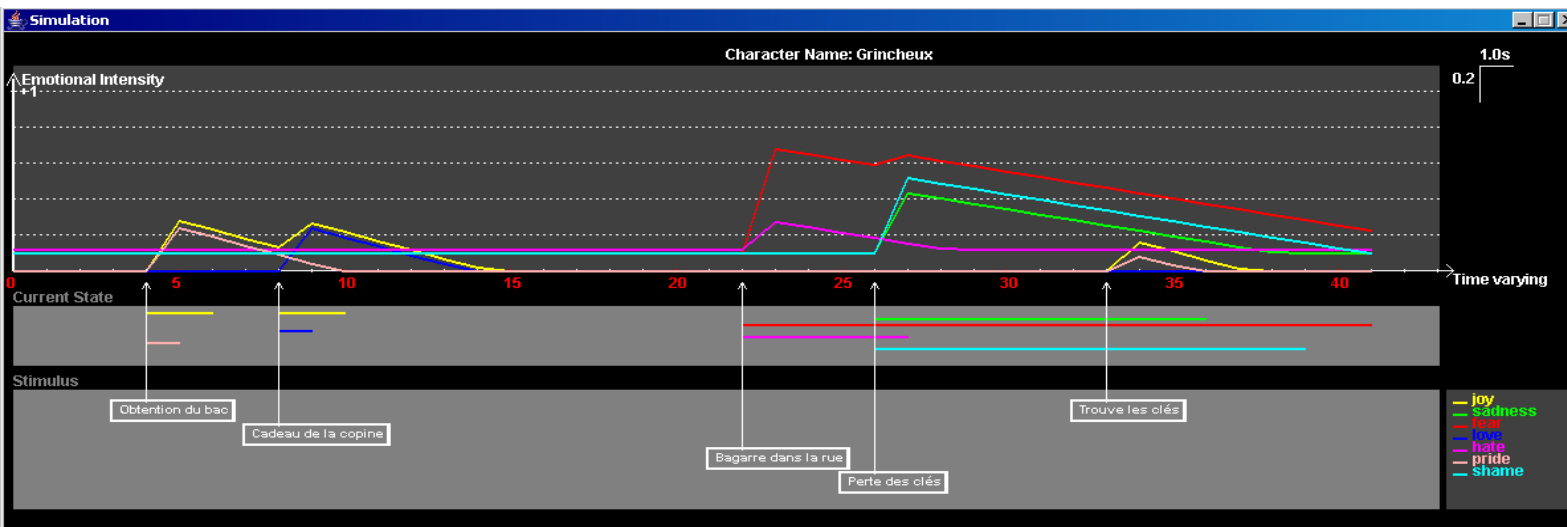 Simulation
Character Name: Grincheux
1.0s
0.2
Emotional Intensity
+1
0 5 10 15 20 25 30 35 40
Time varying
Current State
Stimulus
Obtention du bac
Cadeau de la copine
Bagarre dans la rue
Perte des clés
Trouve les clés
joy
sadness
fear
love
hate
pride
shame